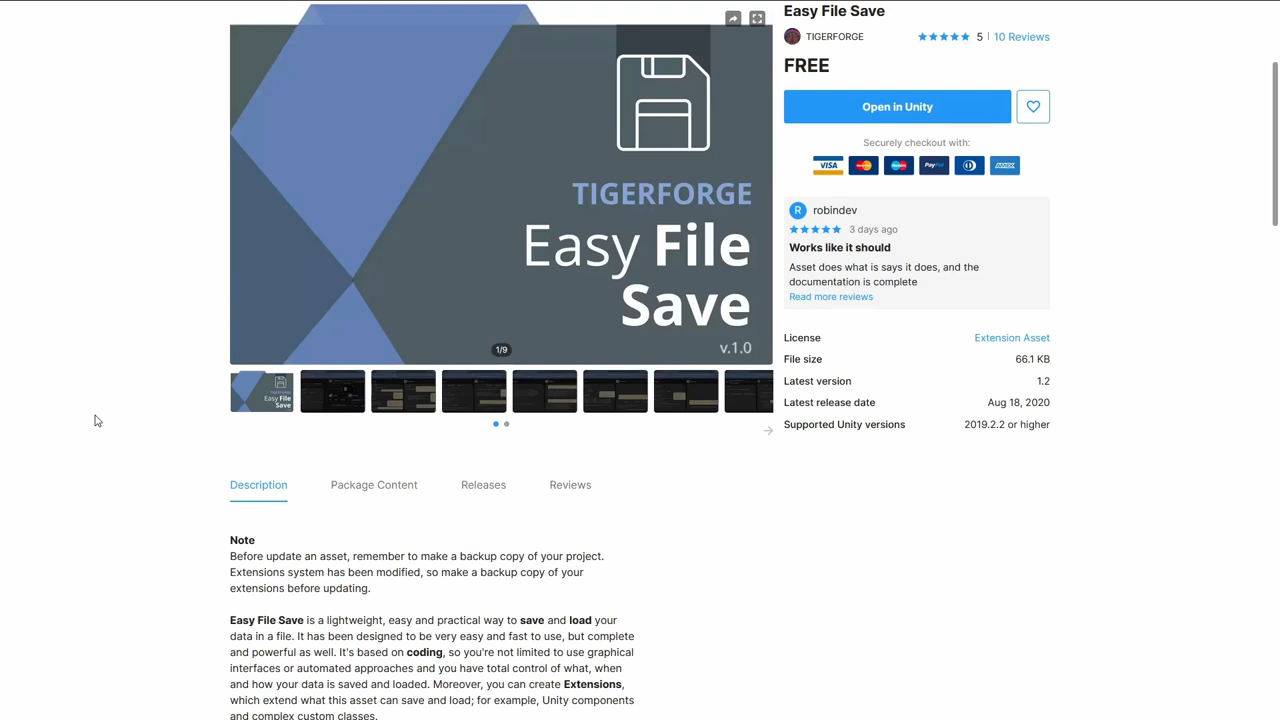 Easy File Save
TIGERFORGE
5 | 10 Reviews
FREE
Open in Unity
Securely checkout with:
VISA
PayPal
AMEX
R robindev
3 days ago
Works like it should
Asset does what is says it does, and the
documentation is complete
Read more reviews
License Extension Asset
File size 66.1 KB
Latest version 1.2
Latest release date Aug 18, 2020
Supported Unity versions 2019.2.2 or higher
TIGERFORGE
Easy File
Save
v.1.0
1/9
TIGERFORGE
Easy File
Save
Description Package Content Releases Reviews
Note
Before update an asset, remember to make a backup copy of your project.
Extensions system has been modified, so make a backup copy of your
extensions before updating.
Easy File Save is a lightweight, easy and practical way to save and load your
data in a file. It has been designed to be very easy and fast to use, but complete
and powerful as well. It's based on coding, so you're not limited to use graphical
interfaces or automated approaches and you have total control of what, when
and how your data is saved and loaded. Moreover, you can create Extensions,
which extend what this asset can save and load; for example, Unity components
and complex custom classes.